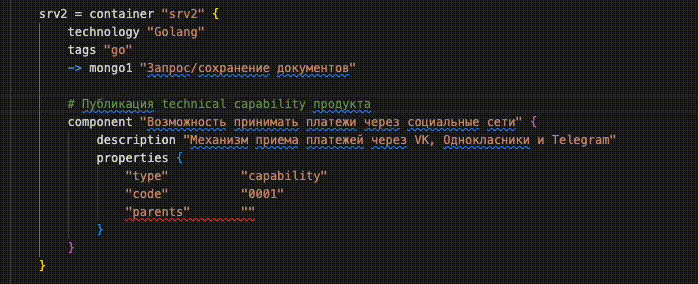 srv2 = container "srv2" {
technology "Golang"
tags "go"
-> mongo1 "Запрос/сохранение документов"
# Публикация technical capability продукта
component "Возможность принимать платежи через социальные сети" {
description "Механизм приема платежей через VK, Однокласники и Telegram"
properties {
"type" "capability"
"code" "0001"
"parents" ""
}
}
}